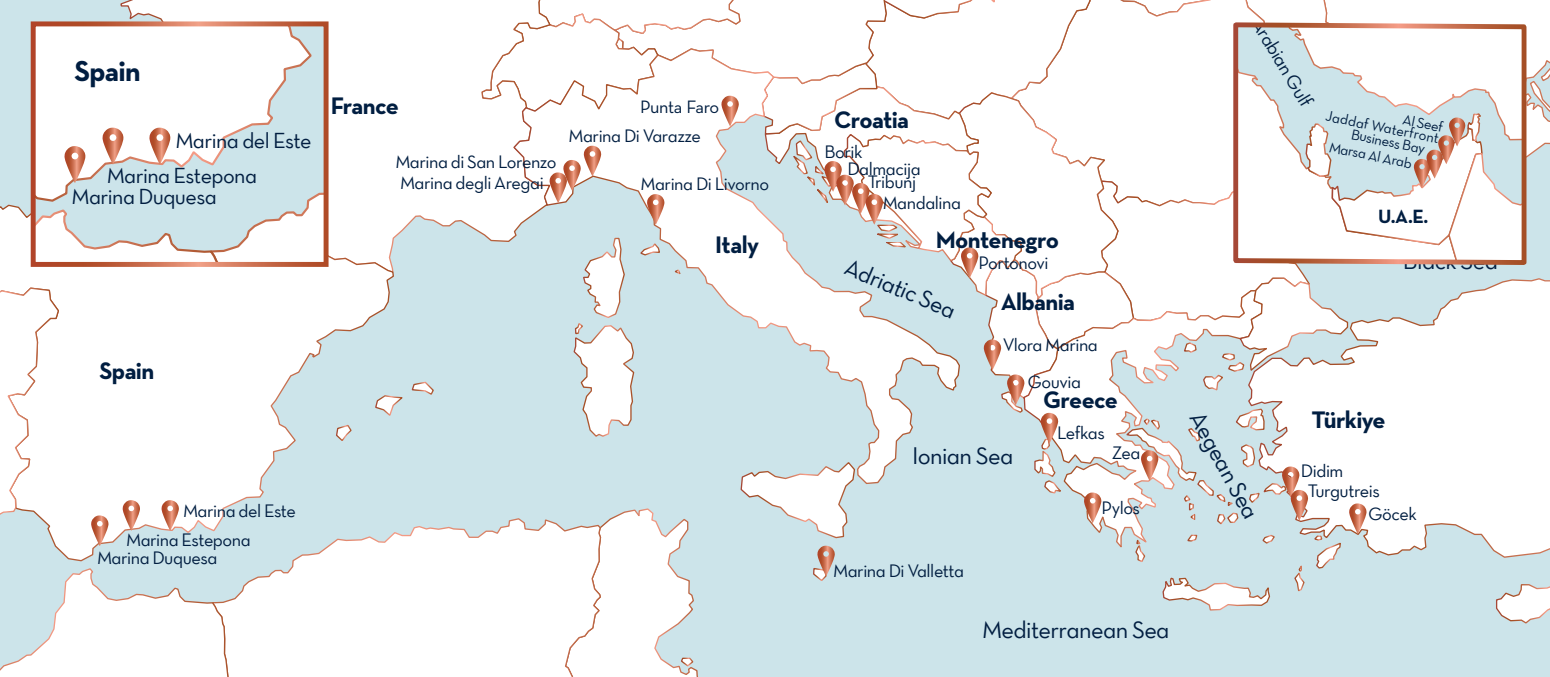 Spain
Marina del Este
Marina Estepona
Marina Duquesa
France
Punta Faro
Marina Di Varazze
Marina di San Lorenzo
Marina degli Aregai
Marina Di Livorno
Italy
Croatia
Borik
Dalmacija
Tribunj
Mandalina
Montenegro
Portonovi
Adriatic Sea
Albania
Vlora Marina
Gouvia
Greece
Lefkas
Zea
Pylos
Ionian Sea
Aegean Sea
Türkiye
Didim
Turgutreis
Göcek
Black Sea
Arabian Gulf
Al Seef
Jaddaf Waterfront
Business Bay
Marsa Al Arab
U.A.E.
Spain
Marina del Este
Marina Estepona
Marina Duquesa
Marina Di Valletta
Mediterranean Sea